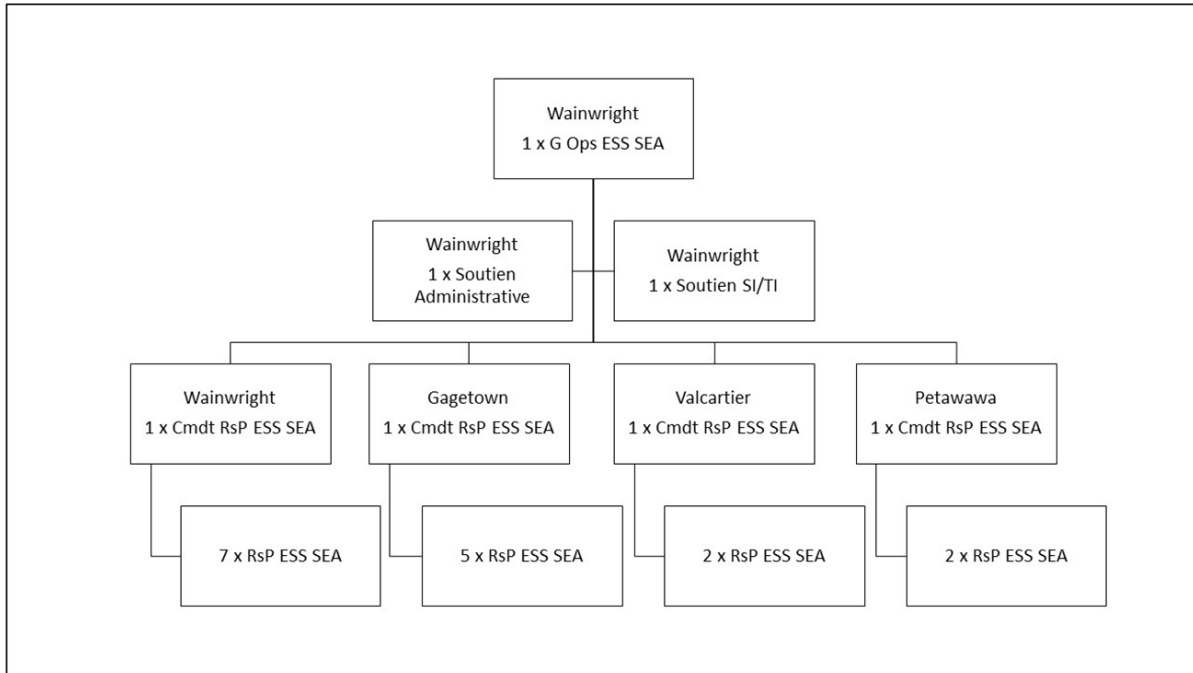 Wainwright
1 x G Ops ESS SEA
Wainwright
1 x Soutien
Administrative
Wainwright
1 x Soutien SI/TI
Wainwright
1 x Cmdt RsP ESS SEA
Gagetown
1 x Cmdt RsP ESS SEA
Valcartier
1 x Cmdt RsP ESS SEA
Petawawa
1 x Cmdt RsP ESS SEA
7 x RsP ESS SEA
5 x RsP ESS SEA
2 x RsP ESS SEA
2 x RsP ESS SEA